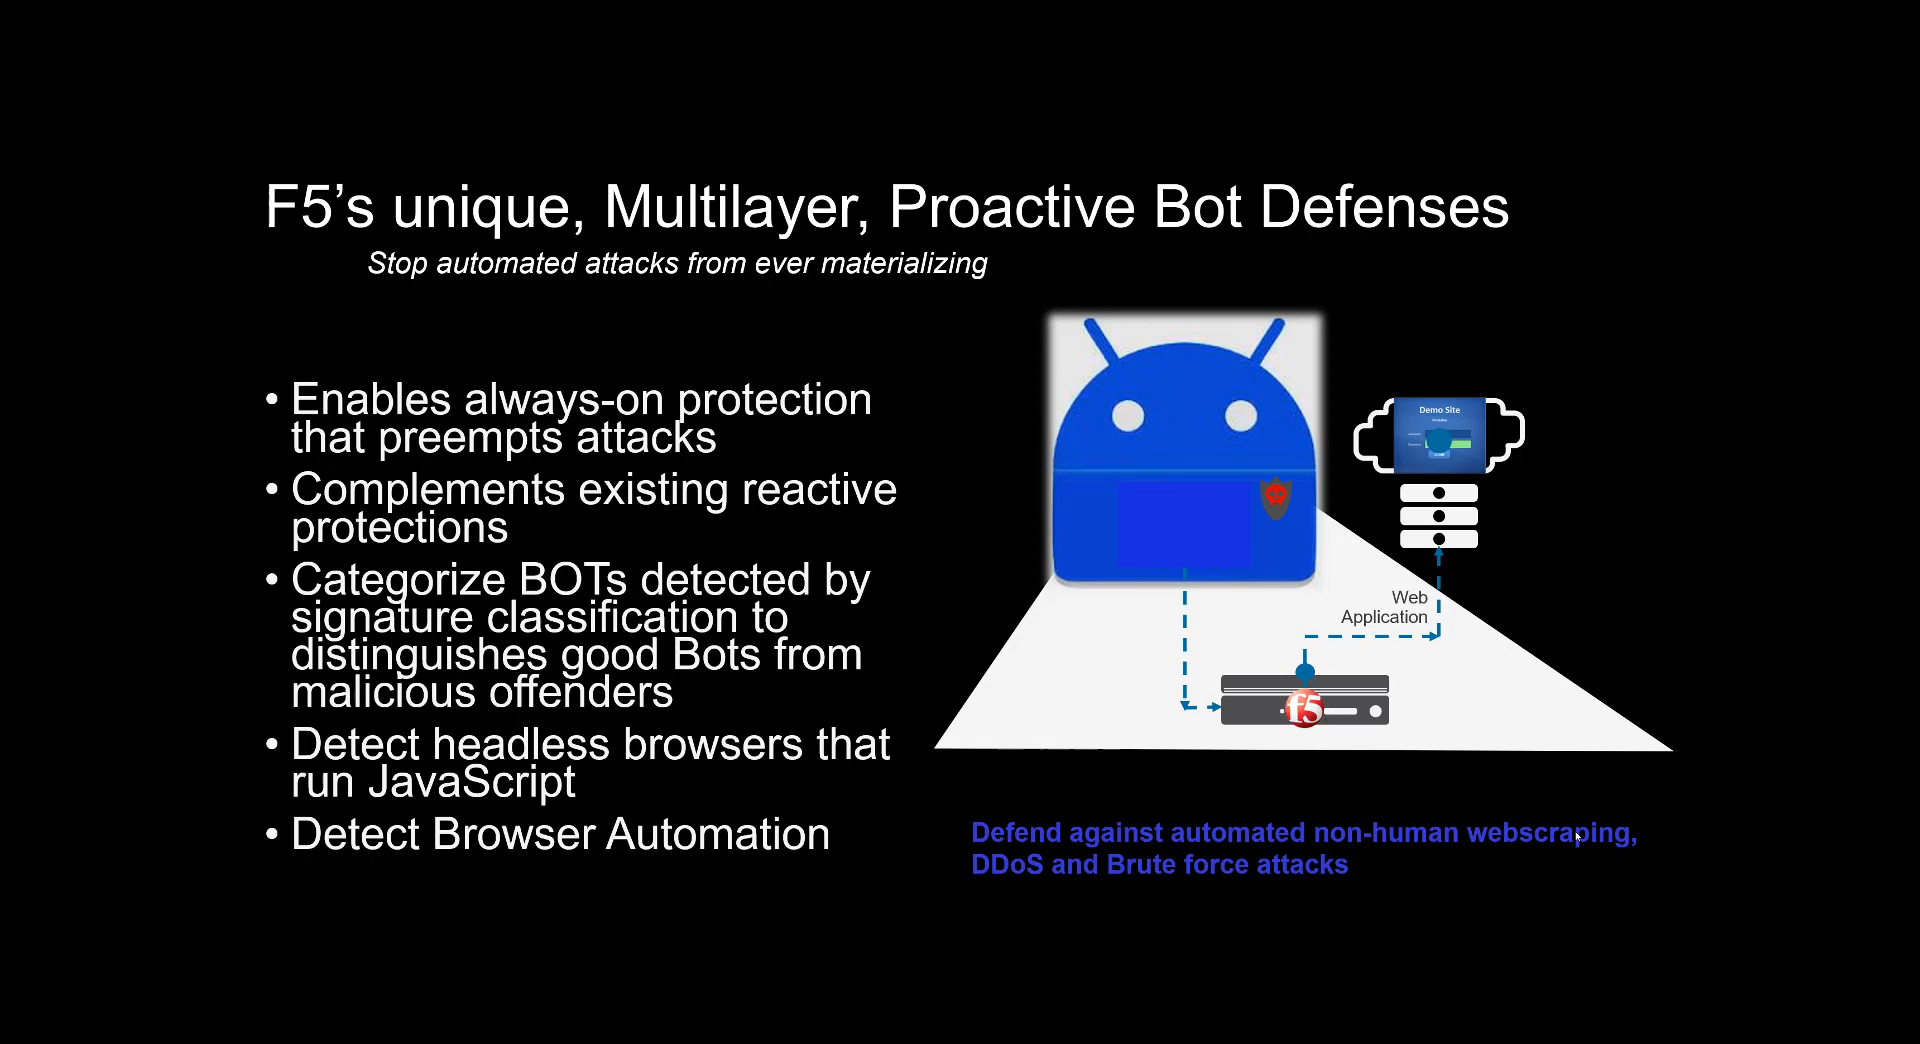 F5’s unique, Multilayer, Proactive Bot Defenses
Stop automated attacks from ever materializing
• Enables always-on protection
that preempts attacks
• Complements existing reactive
protections
• Categorize BOTs detected by
signature classification to
distinguishes good Bots from
malicious offenders
• Detect headless browsers that
run JavaScript
• Detect Browser Automation
Demo Site
Web
Application
f5
Defend against automated non-human webscraping,
DDoS and Brute force attacks